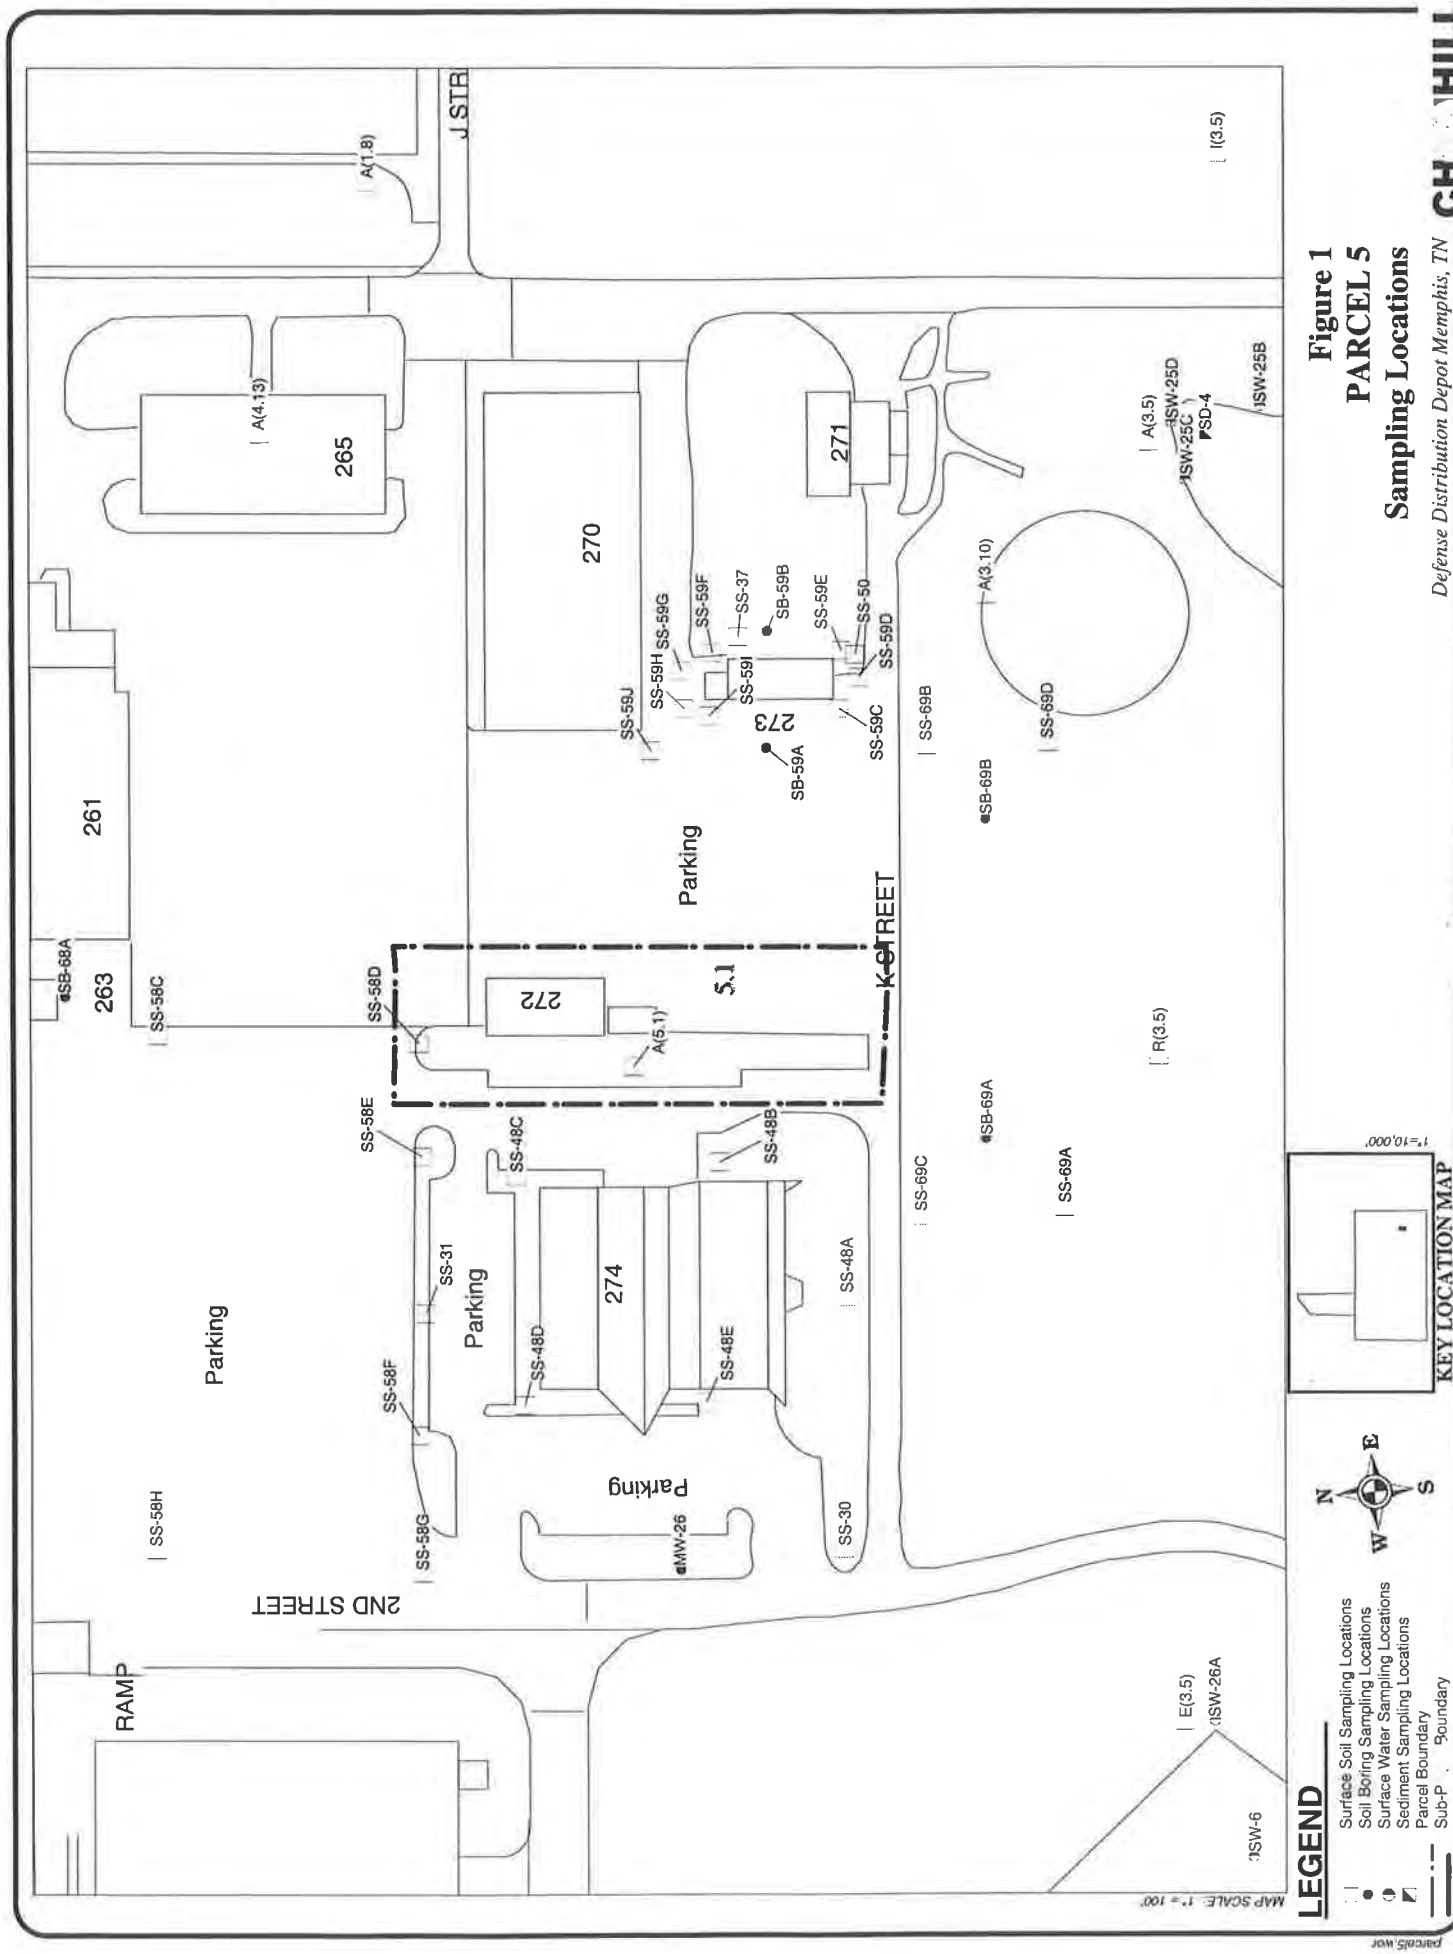 J STR
A(1.8)
A(4.13)
265
261
263
SB-68A
SS-58C
SS-58D
270
271
SS-59G
SS-59F
SS-37
SB-59B
SS-59E
SS-50
SS-59D
SS-59H
SS-59I
SS-59J
273
SS-59C
SB-59A
Parking
K STREET
272
5.1
A(5.1)
SS-58E
SS-48C
SS-48B
SS-31
Parking
274
SS-48A
SS-48D
SS-48E
SS-58F
Parking
SS-58H
SS-58G
Parking
MW-26
SS-30
2ND STREET
RAMP
I(3.5)
A(3.5)
SW-25D
SW-25C
SD-4
SW-25B
A(3.10)
SS-69B
SS-69D
SB-69B
R(3.5)
SB-69A
SS-69C
SS-69A
E(3.5)
SW-26A
SW-6
MAP SCALE: 1" = 100'
LEGEND
Surface Soil Sampling Locations
Soil Boring Sampling Locations
Surface Water Sampling Locations
Sediment Sampling Locations
Parcel Boundary
Sub-P Boundary
N
W
E
S
1"=10,000'
KEY LOCATION MAP
Figure 1
PARCEL 5
Sampling Locations
Defense Distribution Depot Memphis, TN
CH HILL
parcel5.wor